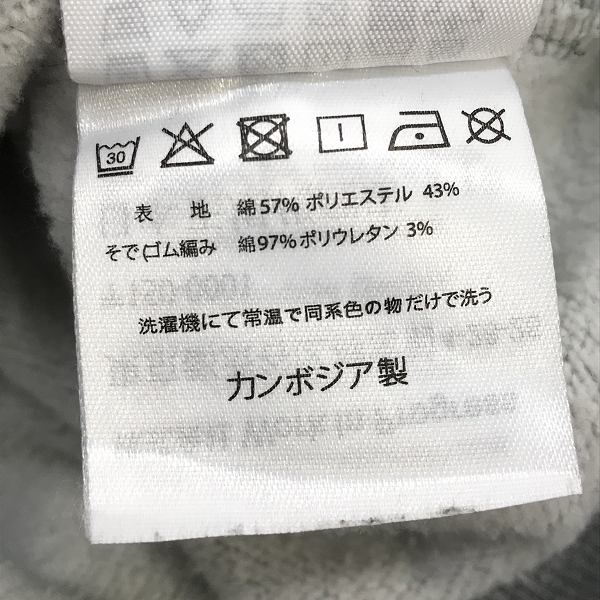 30
表 地 綿57% ポリエステル 43%
そで(ゴム編み 綿97%ポリウレタン 3%
洗濯機にて常温で同系色の物だけで洗う
カンボジア製